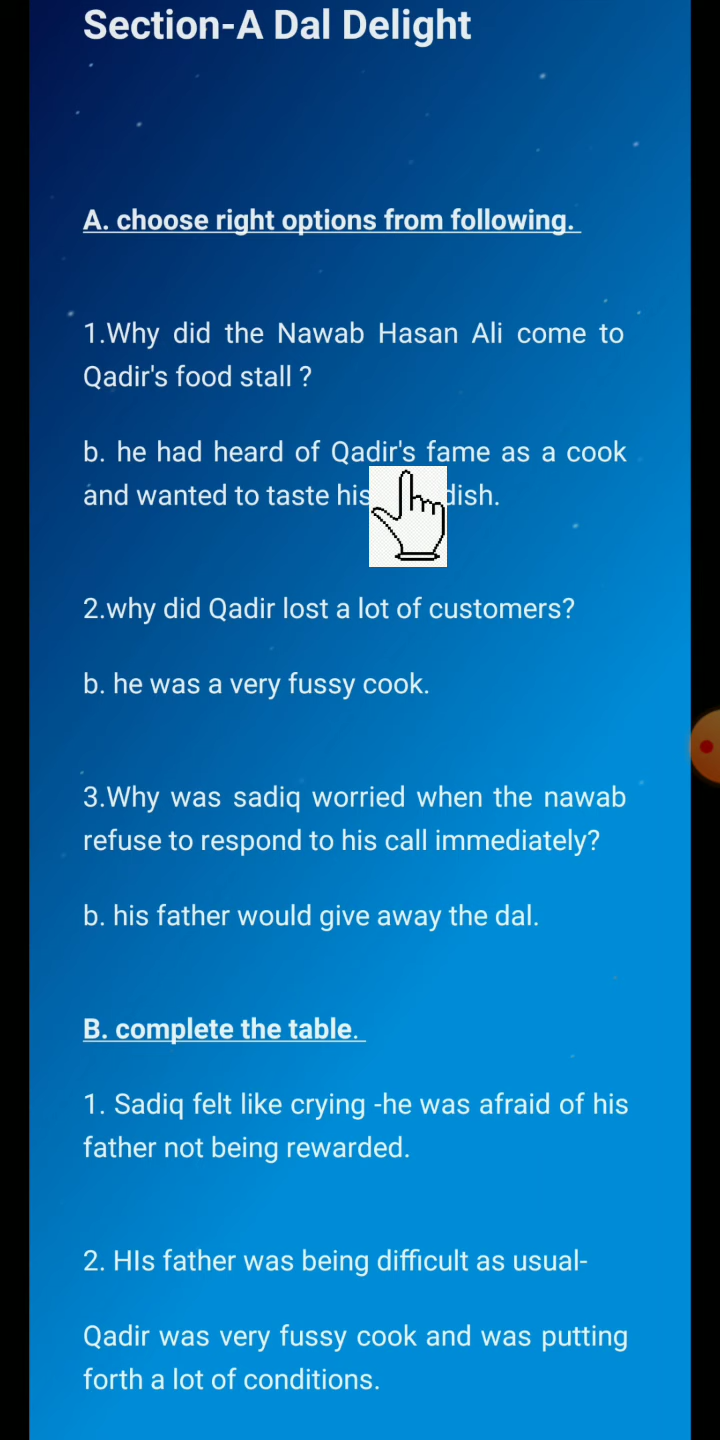 Section-A Dal Delight
A. choose right options from following.
1.Why did the Nawab Hasan Ali come to
Qadir's food stall ?
b. he had heard of Qadir's fame as a cook
and wanted to taste his dish.
2.why did Qadir lost a lot of customers?
b. he was a very fussy cook.
3.Why was sadiq worried when the nawab
refuse to respond to his call immediately?
b. his father would give away the dal.
B. complete the table.
1. Sadiq felt like crying -he was afraid of his
father not being rewarded.
2. HIs father was being difficult as usual-
Qadir was very fussy cook and was putting
forth a lot of conditions.